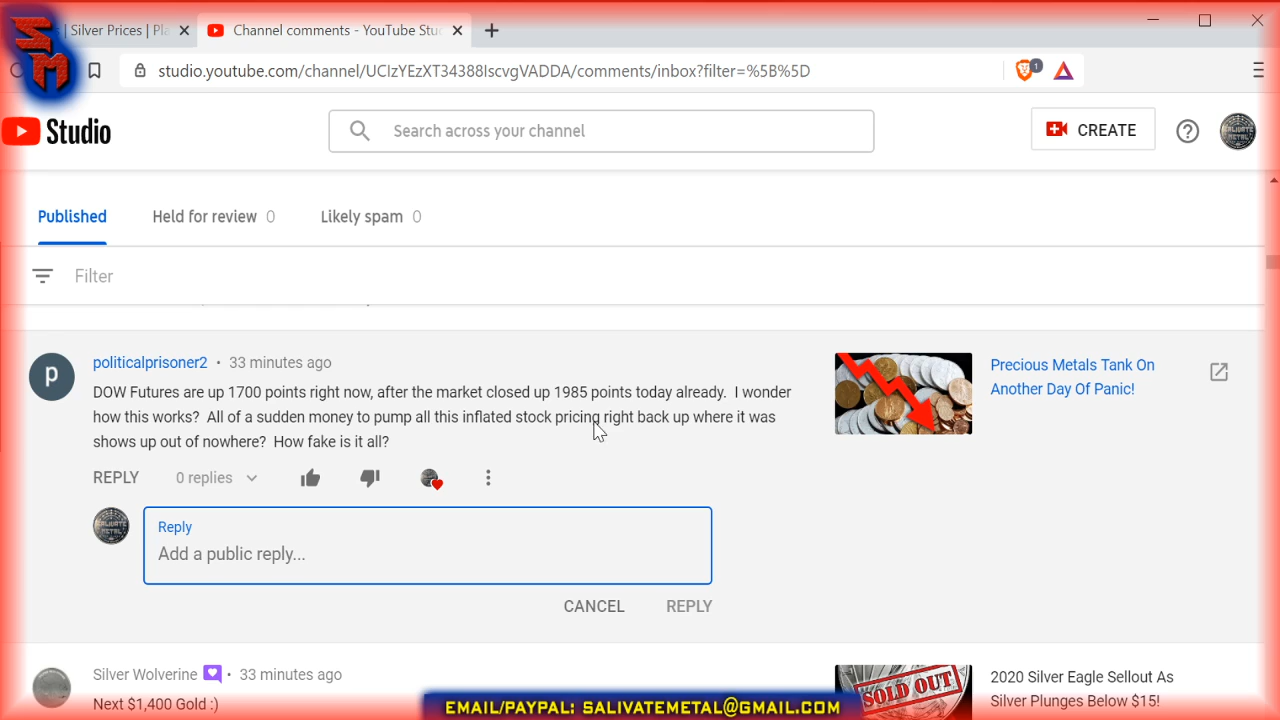 SM
| Silver Prices | Pla
Channel comments - YouTube Stu
studio.youtube.com/channel/UCIzYEzXT34388IscvgVADDA/comments/inbox?filter=%5B%5D
1
Studio
Search across your channel
CREATE
Published
Held for review 0
Likely spam 0
Filter
p
politicalprisoner2 • 33 minutes ago
DOW Futures are up 1700 points right now, after the market closed up 1985 points today already. I wonder
how this works? All of a sudden money to pump all this inflated stock pricing right back up where it was
shows up out of nowhere? How fake is it all?
Precious Metals Tank On
Another Day Of Panic!
REPLY
0 replies
Reply
Add a public reply...
CANCEL
REPLY
Silver Wolverine • 33 minutes ago
Next $1,400 Gold :)
SOLD OUT
2020 Silver Eagle Sellout As
Silver Plunges Below $15!
EMAIL/PAYPAL: SALIVATEMETAL@GMAIL.COM